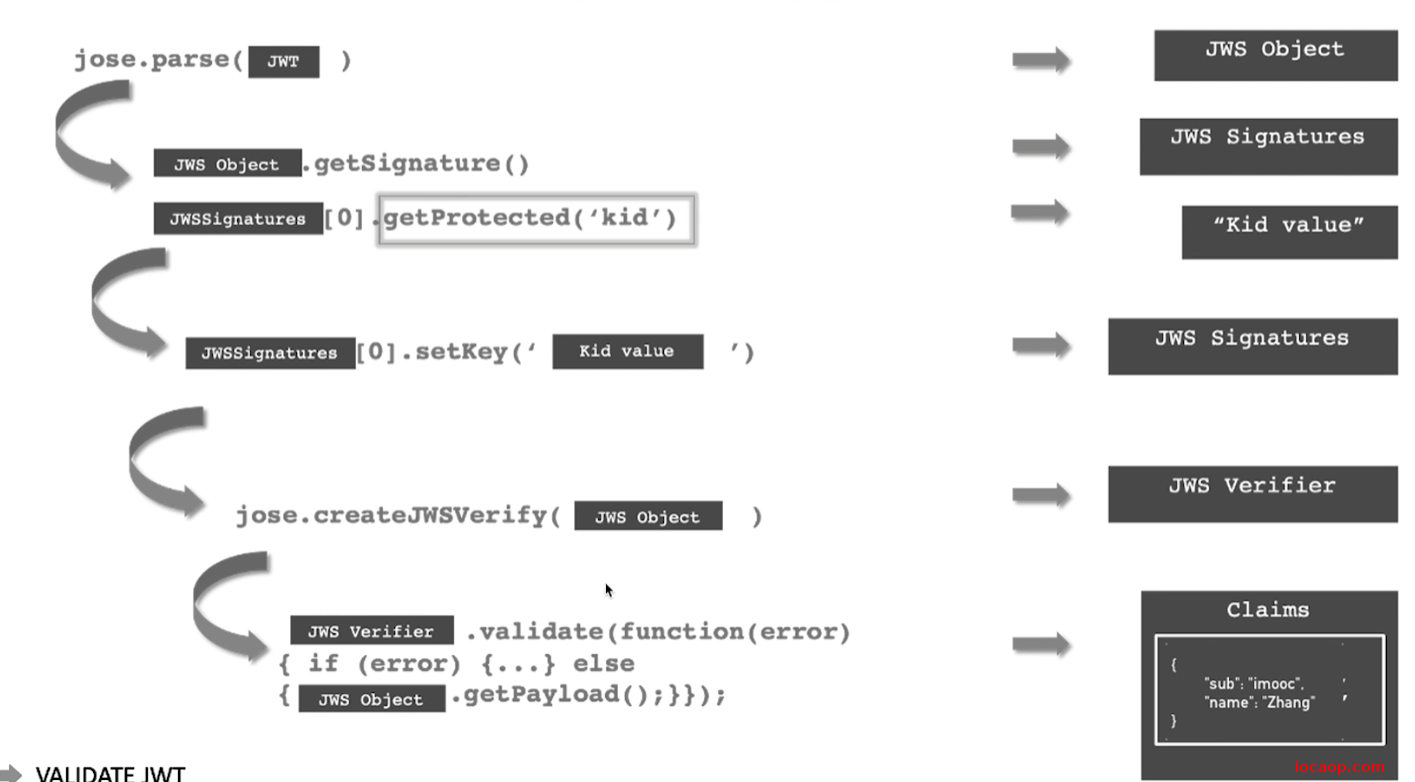 jose.parse( JWT )
JWS Object
JWS Object .getSignature()
JWS Signatures
JWSSignatures [0].getProtected(‘kid’)
“Kid value”
JWSSignatures [0].setKey(‘ Kid value ’)
JWS Signatures
jose.createJWSVerify( JWS Object )
JWS Verifier
JWS Verifier .validate(function(error)
{ if (error) {...} else
{ JWS Object .getPayload();}});
Claims
{
"sub": "imooc", ’
"name": "Zhang" ’
}
locaop.com
VALIDATE JWT